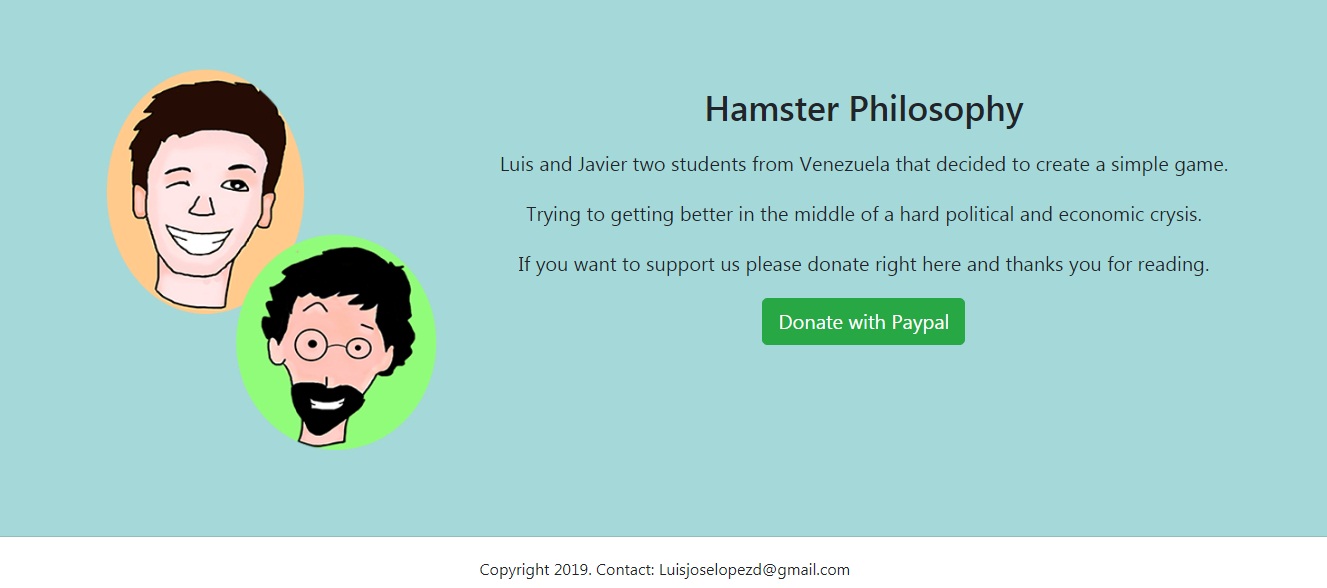 Hamster Philosophy
Luis and Javier two students from Venezuela that decided to create a simple game.
Trying to getting better in the middle of a hard political and economic crysis.
If you want to support us please donate right here and thanks you for reading.
Donate with Paypal
Copyright 2019. Contact: Luisjoselopezd@gmail.com